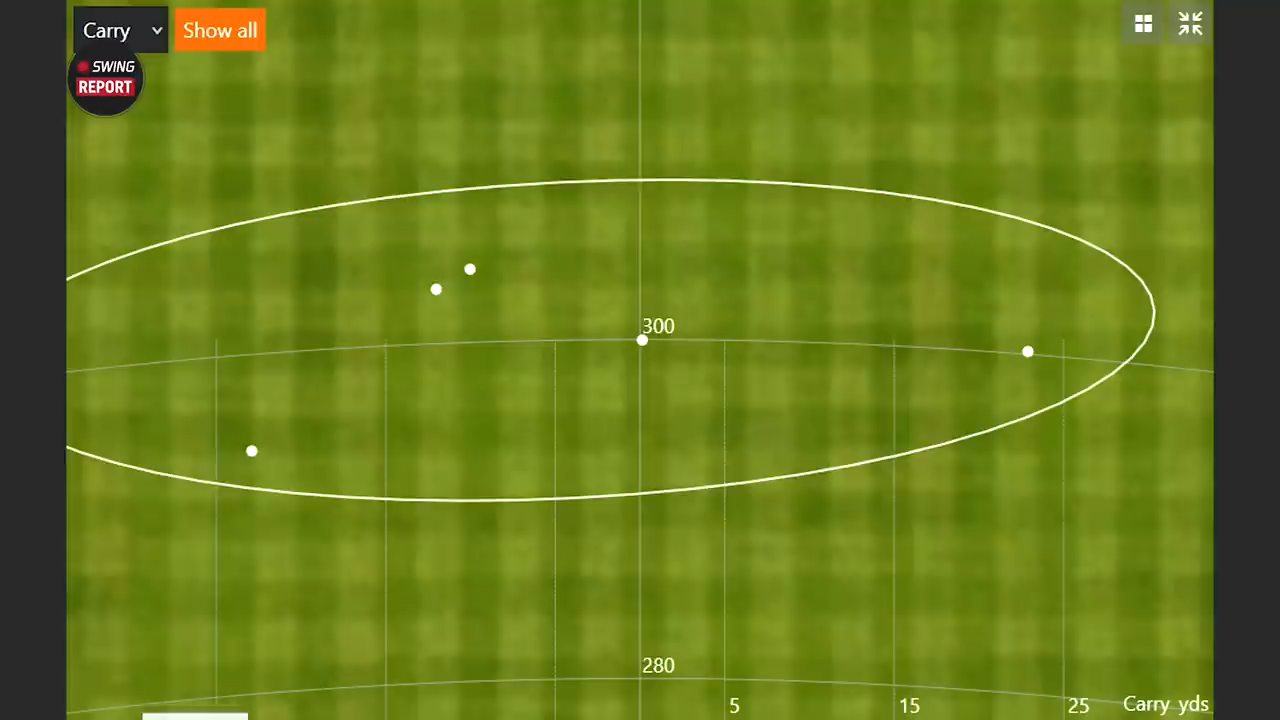 Carry
Show all
SWING
REPORT
300
280
5
15
25
Carry yds